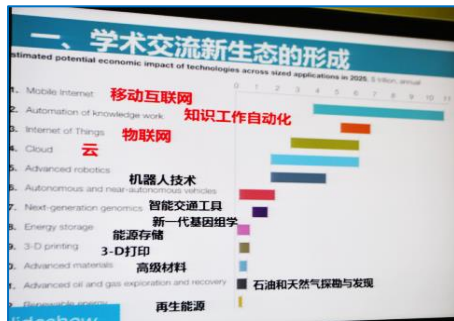 一、学术交流新生态的形成
Estimated potential economic impact of technologies across sized applications in 2025, $ trillion, annual
0 1 2 3 4 5 6 7 8 9 10 11
1. Mobile Internet 移动互联网
2. Automation of knowledge work 知识工作自动化
3. Internet of Things 物联网
4. Cloud 云
5. Advanced robotics 机器人技术
6. Autonomous and near-autonomous vehicles 智能交通工具
7. Next-generation genomics 新一代基因组学
8. Energy storage 能源存储
9. 3-D printing 3-D打印
Advanced materials 高级材料
Advanced oil and gas exploration and recovery 石油和天然气探勘与发现
Renewable energy 再生能源